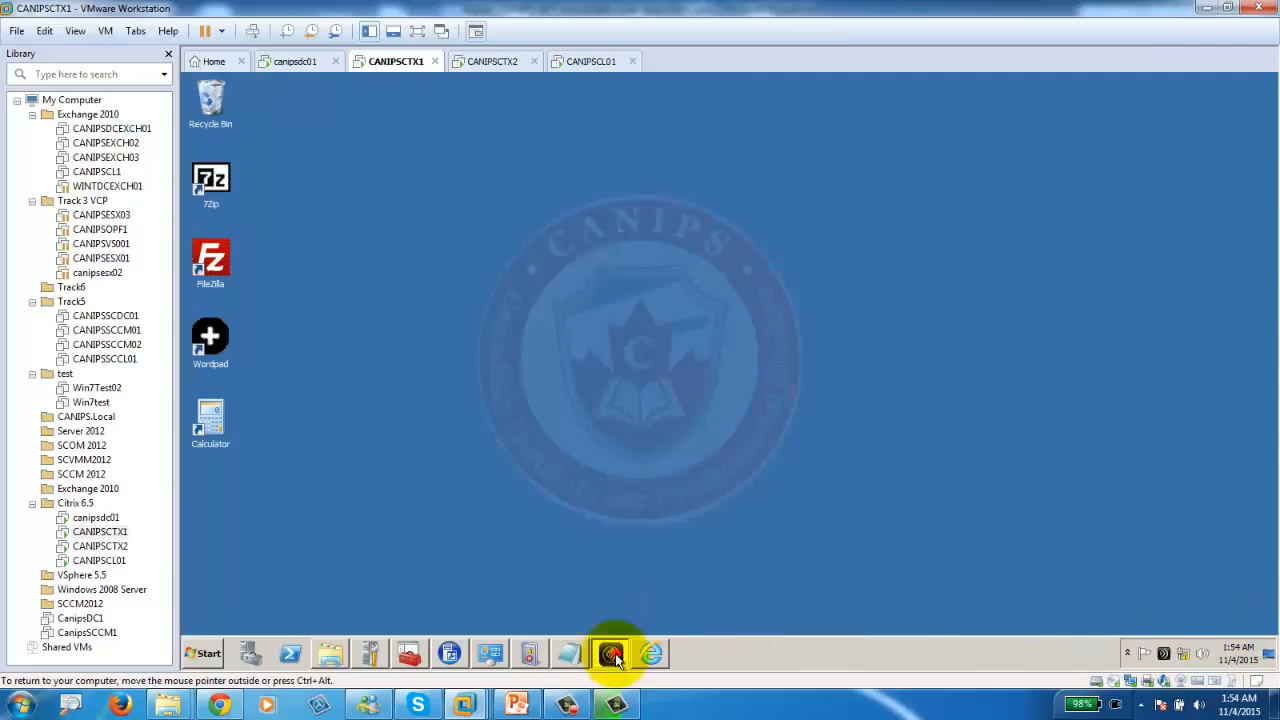 CANIPSCTX1 - VMware Workstation
File Edit View VM Tabs Help
Library
Type here to search
Home canipsdc01 CANIPSCTX1 CANIPSCTX2 CANIPSCL01
My Computer
Exchange 2010
CANIPSDCEXCH01
CANIPSEXCH02
CANIPSEXCH03
CANIPSCL1
WINTDCEXCH01
Track 3 VCP
CANIPSESX03
CANIPSOPF1
CANIPSVS001
CANIPSESX01
canipsesx02
Track6
Track5
CANIPSSCDC01
CANIPSSCCM01
CANIPSSCCM02
CANIPSSCCL01
test
Win7Test02
Win7test
CANIPS.Local
Server 2012
SCOM 2012
SCVMM2012
SCCM 2012
Exchange 2010
Citrix 6.5
canipsdc01
CANIPSCTX1
CANIPSCTX2
CANIPSCL01
VSphere 5.5
Windows 2008 Server
SCCM2012
CanipsDC1
CanipsSCCM1
Shared VMs
Recycle Bin
7z
7Zip
Fz
FileZilla
Wordpad
Calculator
CANIPS
C
Start
1:54 AM
11/4/2015
To return to your computer, move the mouse pointer outside or press Ctrl+Alt.
98%
1:54 AM
11/4/2015